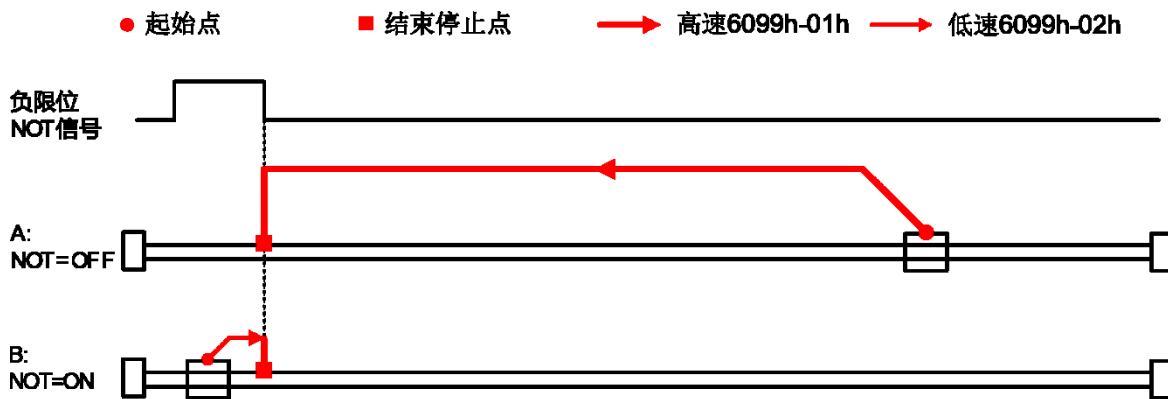 起始点 结束停止点 高速6099h-01h 低速6099h-02h
负限位
NOT信号
A:
NOT=OFF
B:
NOT=ON